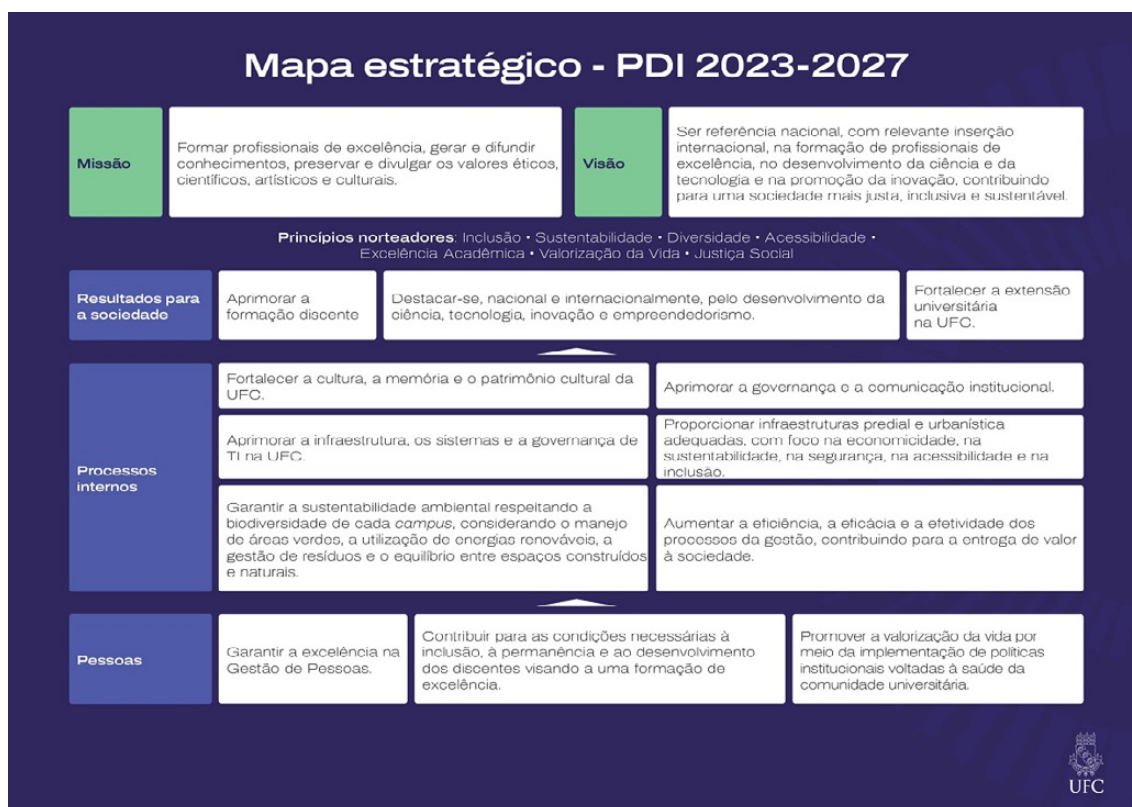 Mapa estratégico - PDI 2023-2027
Missão
Formar profissionais de excelência, gerar e difundir
conhecimentos, preservar e divulgar os valores éticos,
científicos, artísticos e culturais.
Visão
Ser referência nacional, com relevante inserção
internacional, na formação de profissionais de
excelência, no desenvolvimento da ciência e da
tecnologia e na promoção da inovação, contribuindo
para uma sociedade mais justa, inclusiva e sustentável.
Princípios norteadores: Inclusão • Sustentabilidade • Diversidade • Acessibilidade •
Excelência Acadêmica • Valorização da Vida • Justiça Social
Resultados para
a sociedade
Aprimorar a
formação discente
Destacar-se, nacional e internacionalmente, pelo desenvolvimento da
ciência, tecnologia, inovação e empreendedorismo.
Fortalecer a extensão
universitária
na UFC.
Processos
internos
Fortalecer a cultura, a memória e o patrimônio cultural da
UFC.
Aprimorar a governança e a comunicação institucional.
Aprimorar a infraestrutura, os sistemas e a governança de
TI na UFC.
Proporcionar infraestruturas predial e urbanística
adequadas, com foco na economicidade, na
sustentabilidade, na segurança, na acessibilidade e na
inclusão.
Garantir a sustentabilidade ambiental respeitando a
biodiversidade de cada campus, considerando o manejo
de áreas verdes, a utilização de energias renováveis, a
gestão de resíduos e o equilíbrio entre espaços construídos
e naturais.
Aumentar a eficiência, a eficácia e a efetividade dos
processos da gestão, contribuindo para a entrega de valor
à sociedade.
Pessoas
Garantir a excelência na
Gestão de Pessoas.
Contribuir para as condições necessárias à
inclusão, à permanência e ao desenvolvimento
dos discentes visando a uma formação de
excelência.
Promover a valorização da vida por
meio da implementação de políticas
institucionais voltadas à saúde da
comunidade universitária.
UFC